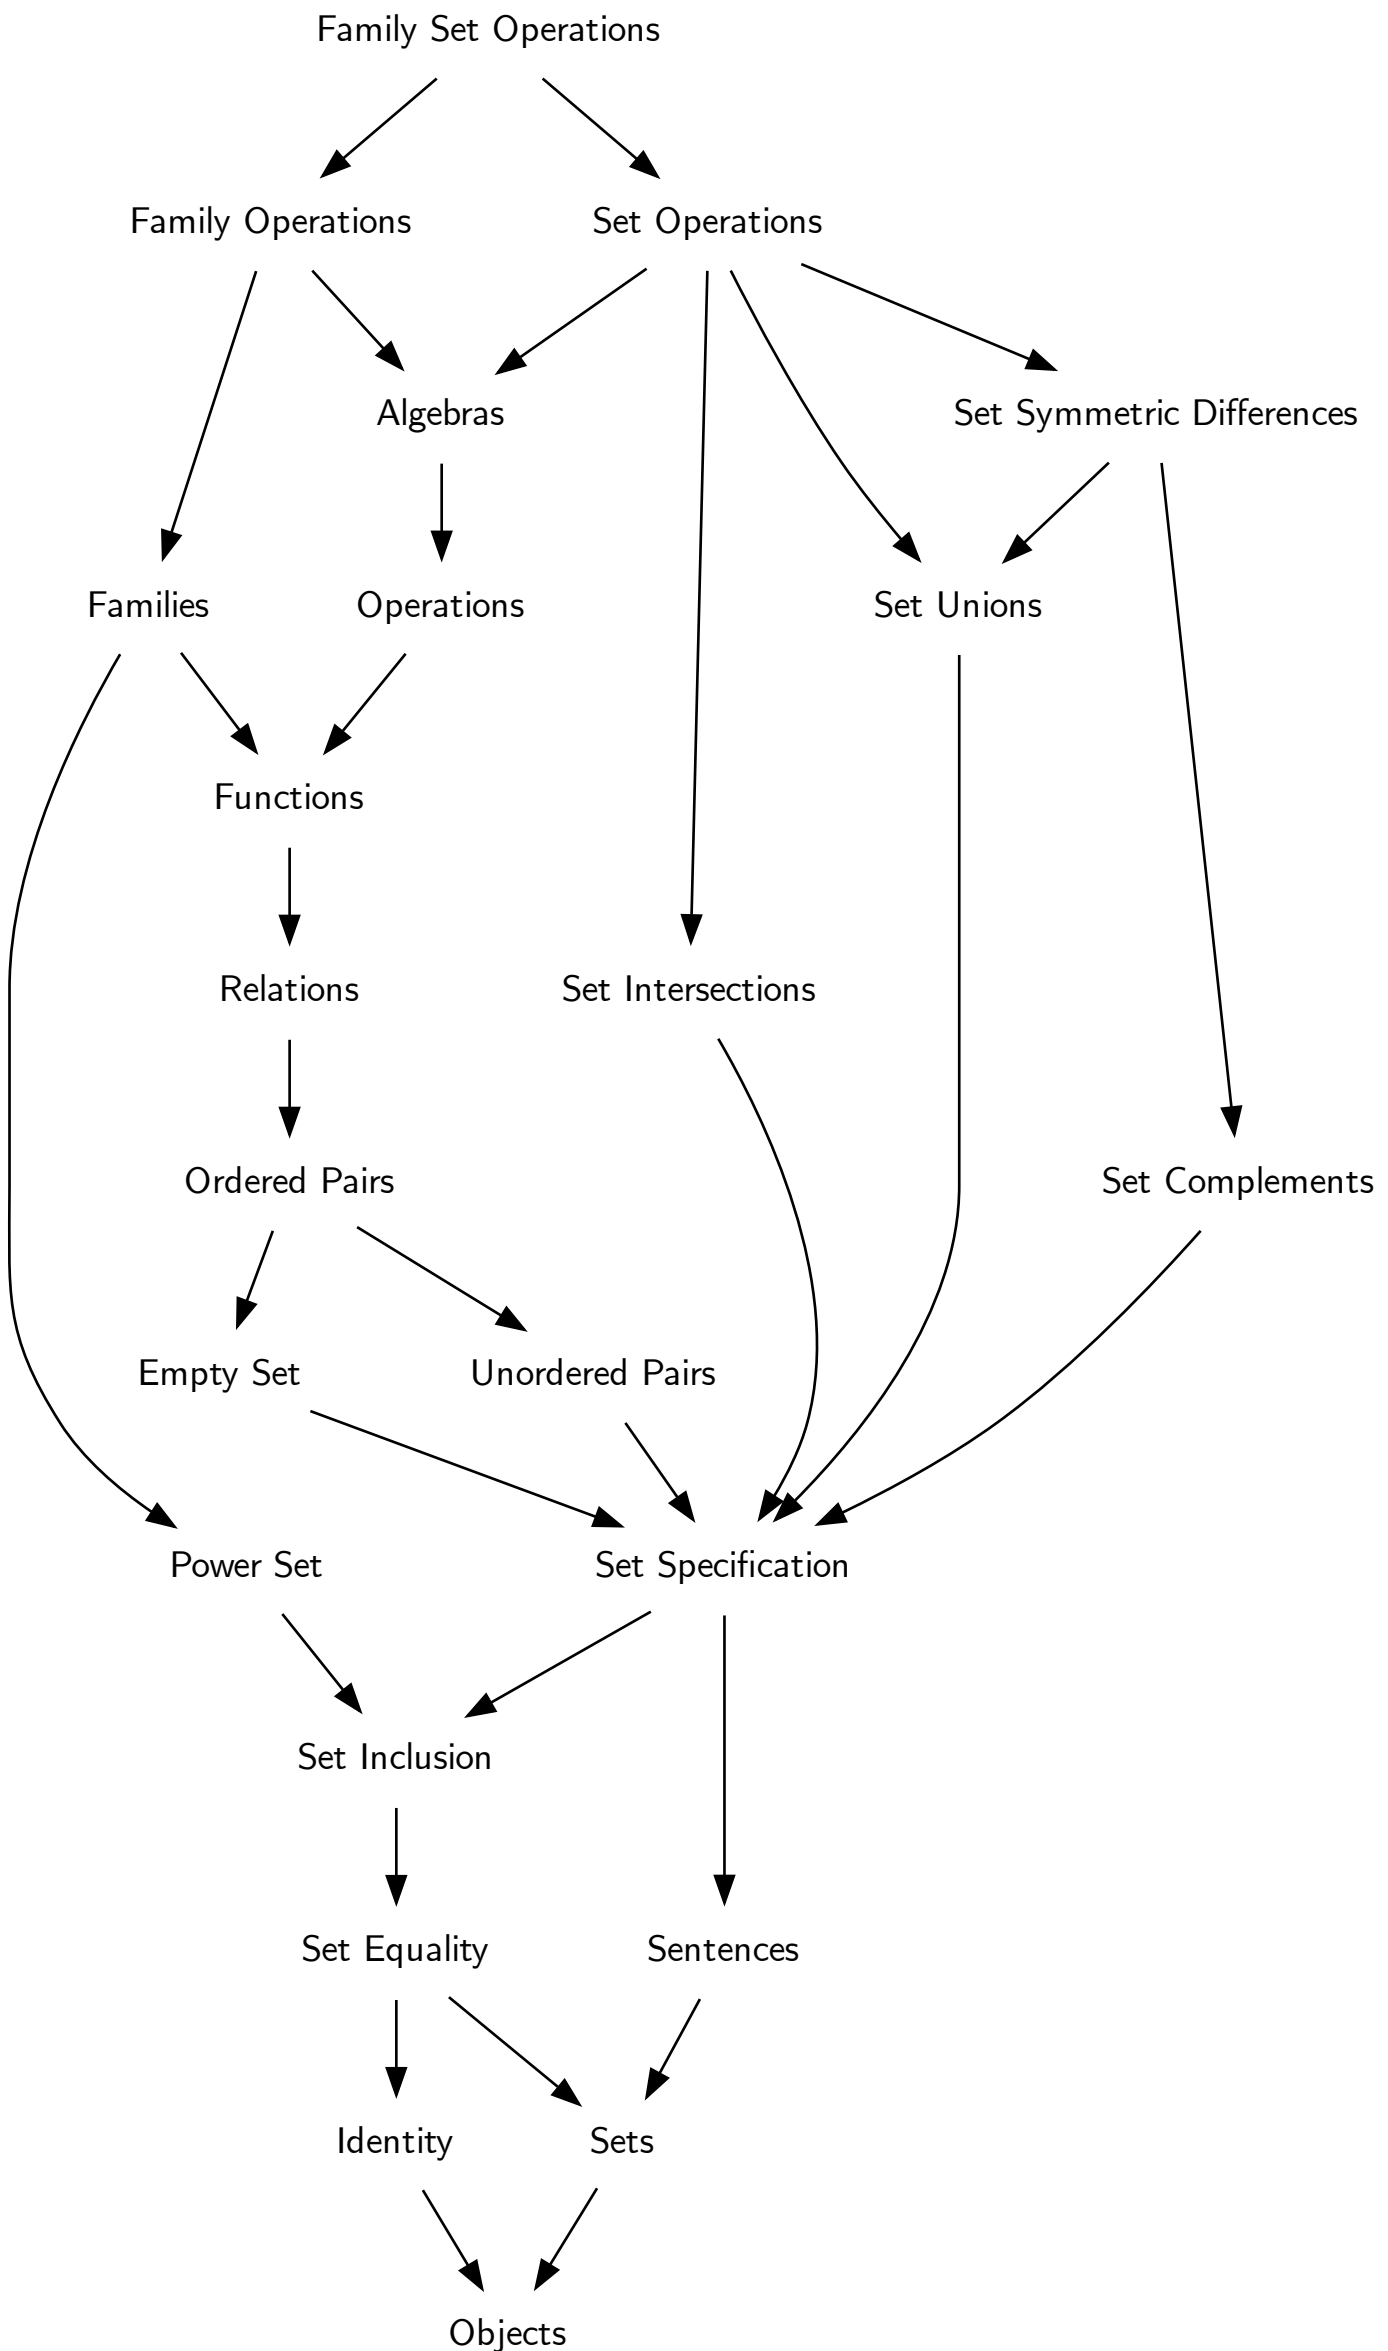 Family Set Operations
Family Operations
Set Operations
Algebras
Set Symmetric Differences
Families
Operations
Set Unions
Functions
Relations
Set Intersections
Ordered Pairs
Set Complements
Empty Set
Unordered Pairs
Power Set
Set Specification
Set Inclusion
Set Equality
Sentences
Identity
Sets
Objects